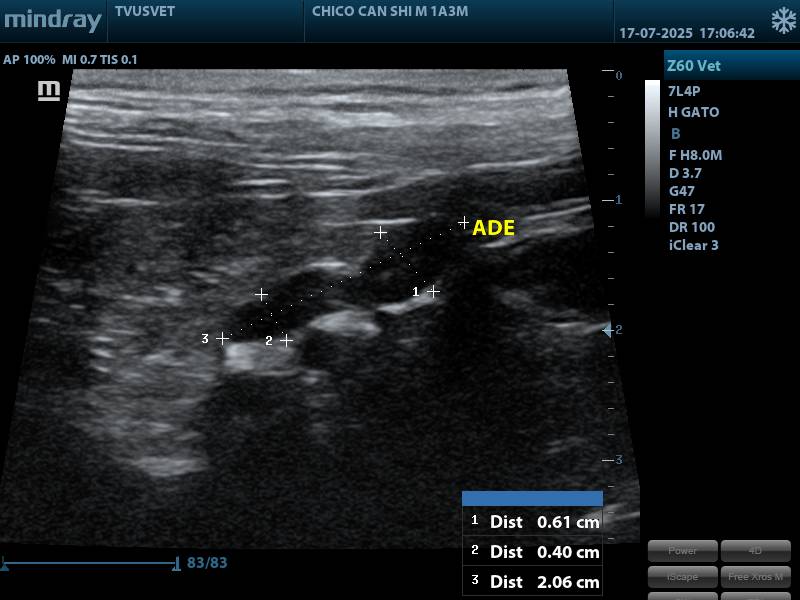 mindray
TVUSVET
CHICO CAN SHI M 1A3M
17-07-2025 17:06:42
AP 100% MI 0.7 TIS 0.1
m
Z60 Vet
7L4P
H GATO
B
F H8.0M
D 3.7
G47
FR 17
DR 100
iClear 3
0
1
2
3
ADE
1
2
3
1 Dist 0.61 cm
2 Dist 0.40 cm
3 Dist 2.06 cm
83/83
Power
4D
iScape
Free Xros M